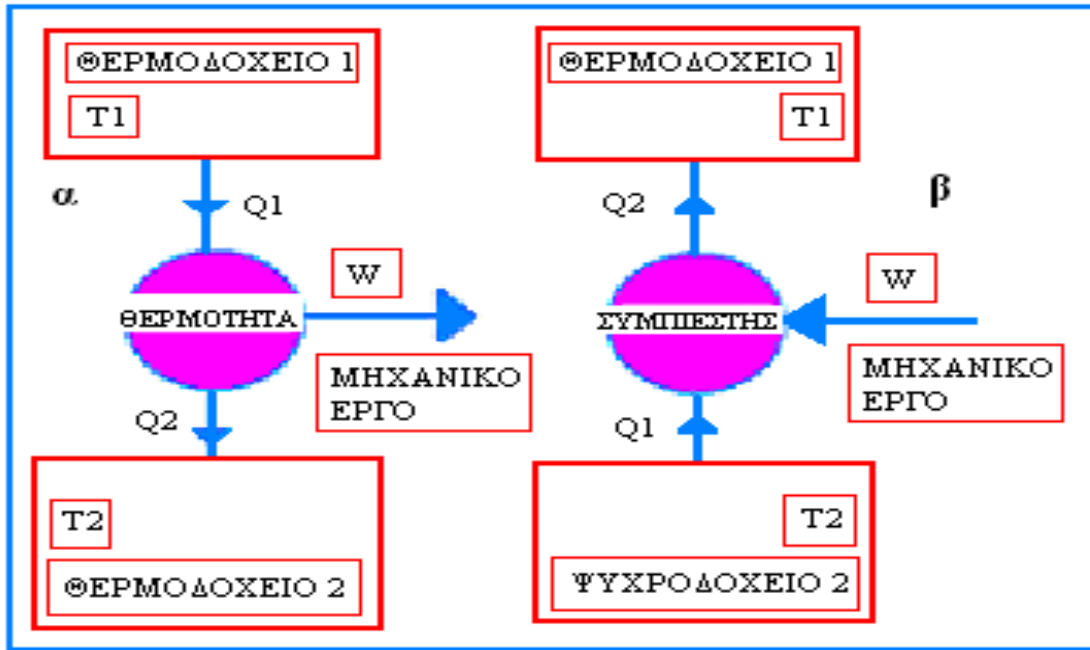 ΘΕΡΜΟΔΟΧΕΙΟ 1
T1
α
Q1
W
ΘΕΡΜΟΤΗΤΑ
ΜΗΧΑΝΙΚΟ
ΕΡΓΟ
Q2
T2
ΘΕΡΜΟΔΟΧΕΙΟ 2
ΘΕΡΜΟΔΟΧΕΙΟ 1
T1
β
Q2
W
ΣΥΜΠΙΕΣΤΗΣ
ΜΗΧΑΝΙΚΟ
ΕΡΓΟ
Q1
T2
ΨΥΧΡΟΔΟΧΕΙΟ 2